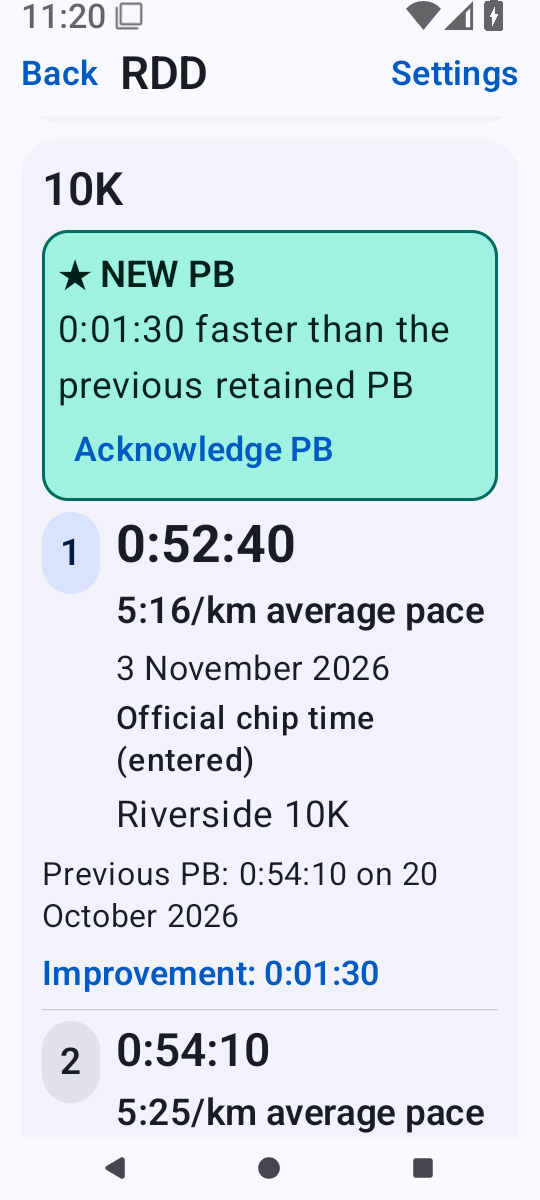 11:20
Back RDD Settings
10K
★ NEW PB
0:01:30 faster than the
previous retained PB
Acknowledge PB
1 0:52:40
5:16/km average pace
3 November 2026
Official chip time
(entered)
Riverside 10K
Previous PB: 0:54:10 on 20
October 2026
Improvement: 0:01:30
2 0:54:10
5:25/km average pace